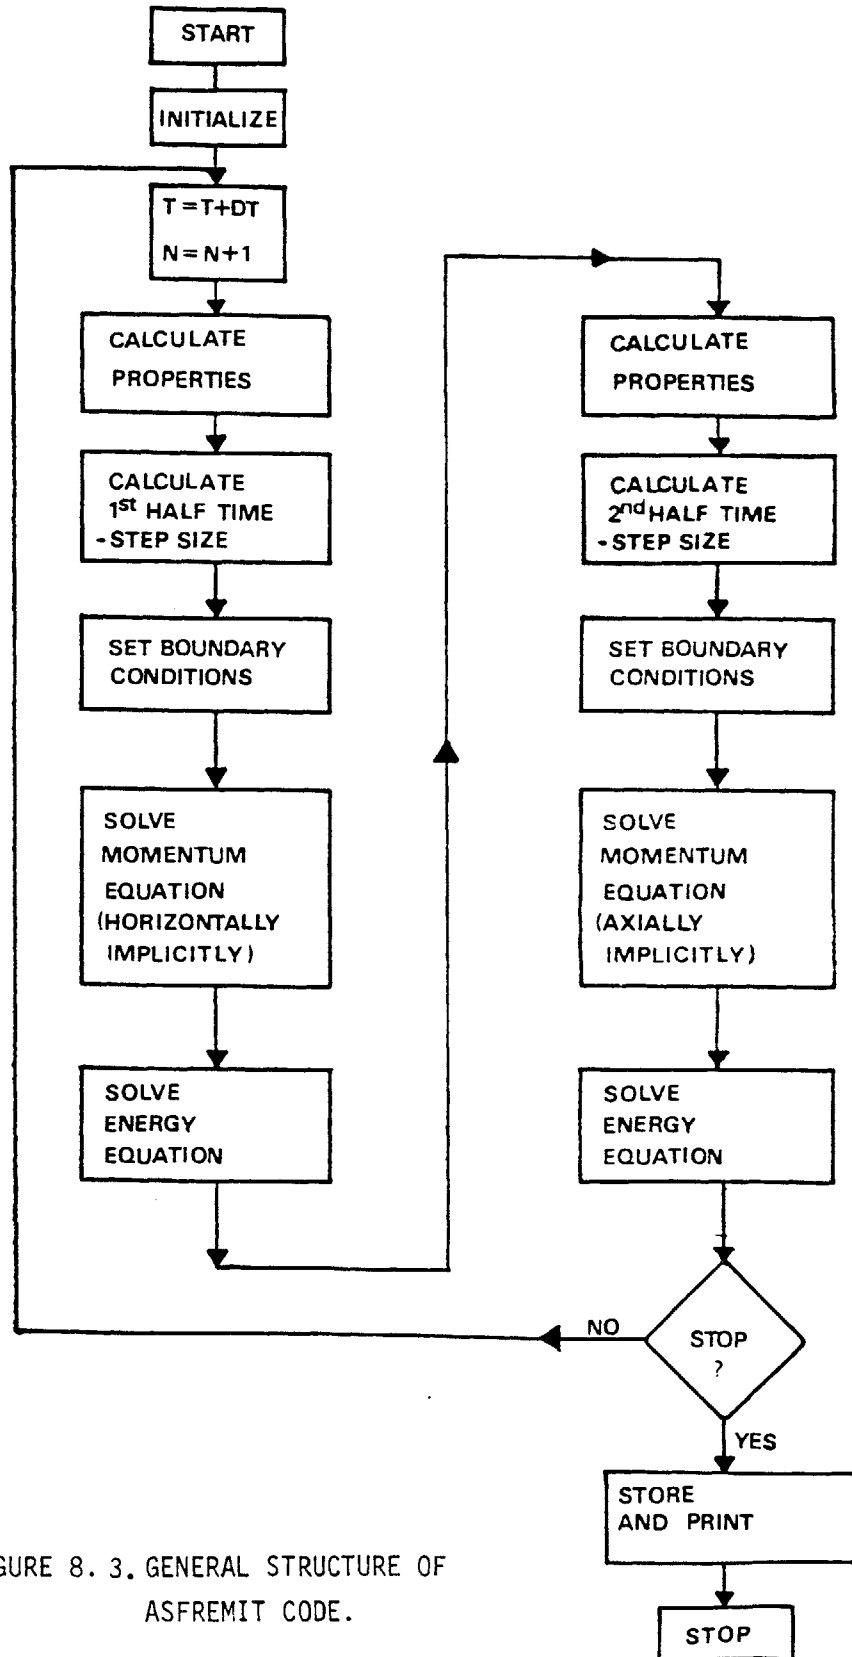 START
INITIALIZE
T=T+DT
N=N+1
CALCULATE
PROPERTIES
CALCULATE
1st HALF TIME
-STEP SIZE
SET BOUNDARY
CONDITIONS
SOLVE
MOMENTUM
EQUATION
(HORIZONTALLY
IMPLICITLY)
SOLVE
ENERGY
EQUATION
CALCULATE
PROPERTIES
CALCULATE
2nd HALF TIME
-STEP SIZE
SET BOUNDARY
CONDITIONS
SOLVE
MOMENTUM
EQUATION
(AXIALLY
IMPLICITLY)
SOLVE
ENERGY
EQUATION
STOP
?
NO
YES
STORE
AND PRINT
STOP
GURE 8.3. GENERAL STRUCTURE OF
ASFREMIT CODE.